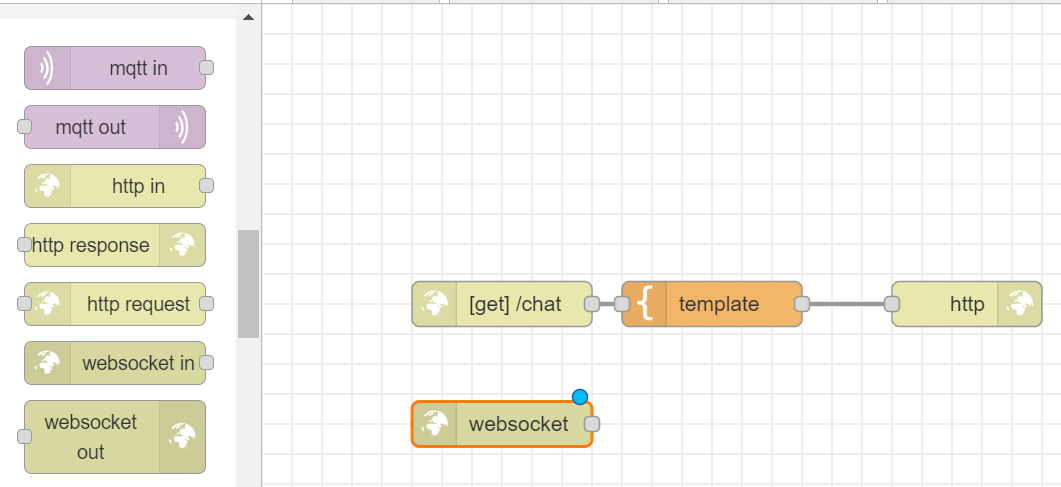 mqtt in
mqtt out
http in
http response
http request
websocket in
websocket
out
[get] /chat
template
http
websocket